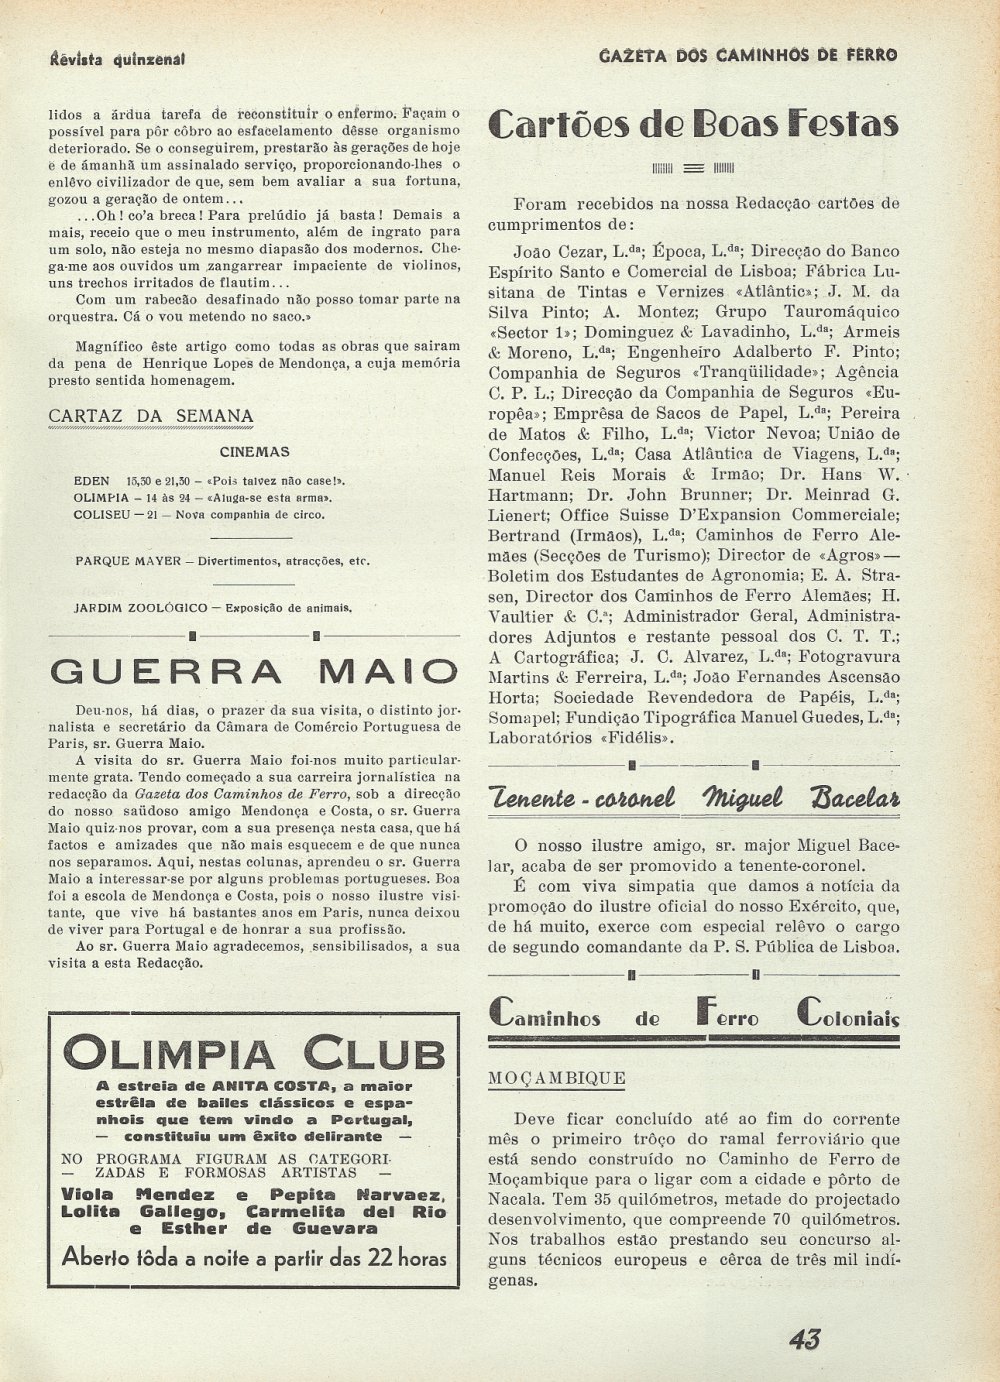 Revista quinzenal
GAZETA DOS CAMINHOS DE FERRO
lidos a árdua tarefa de reconstituir o enfermo. Façam o
possível para pôr côbro ao esfacelamento dêsse organismo
deteriorado. Se o conseguirem, prestarão às gerações de hoje
e de ámanhã um assinalado serviço, proporcionando-lhes o
enlêvo civilizador de que, sem bem avaliar a sua fortuna,
gozou a geração de ontem...
...Oh! co'a breca! Para prelúdio já basta! Demais a
mais, receio que o meu instrumento, além de ingrato para
um solo, não esteja no mesmo diapasão dos modernos. Che-
ga-me aos ouvidos um zangarrear impaciente de violinos,
uns trechos irritados de flautim...
Com um rabecão desafinado não posso tomar parte na
orquestra. Cá o vou metendo no saco.»
Magnífico êste artigo como todas as obras que sairam
da pena de Henrique Lopes de Mendonça, a cuja memória
presto sentida homenagem.
CARTAZ DA SEMANA
CINEMAS
EDEN 15,30 e 21,30 — «Pois talvez não case!».
OLIMPIA — 14 às 24 — «Aluga-se esta arma».
COLISEU — 21 — Nova companhia de circo.
PARQUE MAYER — Divertimentos, atracções, etc.
JARDIM ZOOLÓGICO — Exposição de animais.
GUERRA MAIO
Deu-nos, há dias, o prazer da sua visita, o distinto jor-
nalista e secretário da Câmara de Comércio Portuguesa de
Paris, sr. Guerra Maio.
A visita do sr. Guerra Maio foi-nos muito particular-
mente grata. Tendo começado a sua carreira jornalística na
redacção da Gazeta dos Caminhos de Ferro, sob a direcção
do nosso saüdoso amigo Mendonça e Costa, o sr. Guerra
Maio quiz-nos provar, com a sua presença nesta casa, que há
factos e amizades que não mais esquecem e de que nunca
nos separamos. Aqui, nestas colunas, aprendeu o sr. Guerra
Maio a interessar-se por alguns problemas portugueses. Boa
foi a escola de Mendonça e Costa, pois o nosso ilustre visi-
tante, que vive há bastantes anos em Paris, nunca deixou
de viver para Portugal e de honrar a sua profissão.
Ao sr. Guerra Maio agradecemos, sensibilisados, a sua
visita a esta Redacção.
OLIMPIA CLUB
A estreia de ANITA COSTA, a maior
estrêla de bailes clássicos e espa-
nhois que tem vindo a Portugal,
— constituiu um êxito delirante —
NO PROGRAMA FIGURAM AS CATEGORI-
— ZADAS E FORMOSAS ARTISTAS —
Viola Mendez e Pepita Narvaez,
Lolita Gallego, Carmelita del Rio
e Esther de Guevara
Aberto tôda a noite a partir das 22 horas
Cartões de Boas Festas
Foram recebidos na nossa Redacção cartões de
cumprimentos de:
João Cezar, L.da; Época, L.da; Direcção do Banco
Espírito Santo e Comercial de Lisboa; Fábrica Lu-
sitana de Tintas e Vernizes «Atlântic»; J. M. da
Silva Pinto; A. Montez; Grupo Tauromáquico
«Sector 1»; Dominguez & Lavadinho, L.da; Armeis
& Moreno, L.da; Engenheiro Adalberto F. Pinto;
Companhia de Seguros «Tranqüilidade»; Agência
C. P. L.; Direcção da Companhia de Seguros «Eu-
ropêa»; Emprêsa de Sacos de Papel, L.da; Pereira
de Matos & Filho, L.da; Victor Nevoa; União de
Confecções, L.da; Casa Atlântica de Viagens, L.da;
Manuel Reis Morais & Irmão; Dr. Hans W.
Hartmann; Dr. John Brunner; Dr. Meinrad G.
Lienert; Office Suisse D'Expansion Commerciale;
Bertrand (Irmãos), L.da; Caminhos de Ferro Ale-
mães (Secções de Turismo); Director de «Agros»—
Boletim dos Estudantes de Agronomia; E. A. Stra-
sen, Director dos Caminhos de Ferro Alemães; H.
Vaultier & C.ª; Administrador Geral, Administra-
dores Adjuntos e restante pessoal dos C. T. T.;
A Cartográfica; J. C. Alvarez, L.da; Fotogravura
Martins & Ferreira, L.da; João Fernandes Ascensão
Horta; Sociedade Revendedora de Papéis, L.da;
Somapel; Fundição Tipográfica Manuel Guedes, L.da;
Laboratórios «Fidélis».
Tenente-coronel Miguel Bacelar
O nosso ilustre amigo, sr. major Miguel Bace-
lar, acaba de ser promovido a tenente-coronel.
É com viva simpatia que damos a notícia da
promoção do ilustre oficial do nosso Exército, que,
de há muito, exerce com especial relêvo o cargo
de segundo comandante da P. S. Pública de Lisboa.
Caminhos de Ferro Coloniais
MOÇAMBIQUE
Deve ficar concluído até ao fim do corrente
mês o primeiro trôço do ramal ferroviário que
está sendo construído no Caminho de Ferro de
Moçambique para o ligar com a cidade e pôrto de
Nacala. Tem 35 quilómetros, metade do projectado
desenvolvimento, que compreende 70 quilómetros.
Nos trabalhos estão prestando seu concurso al-
guns técnicos europeus e cêrca de três mil indí-
genas.
43